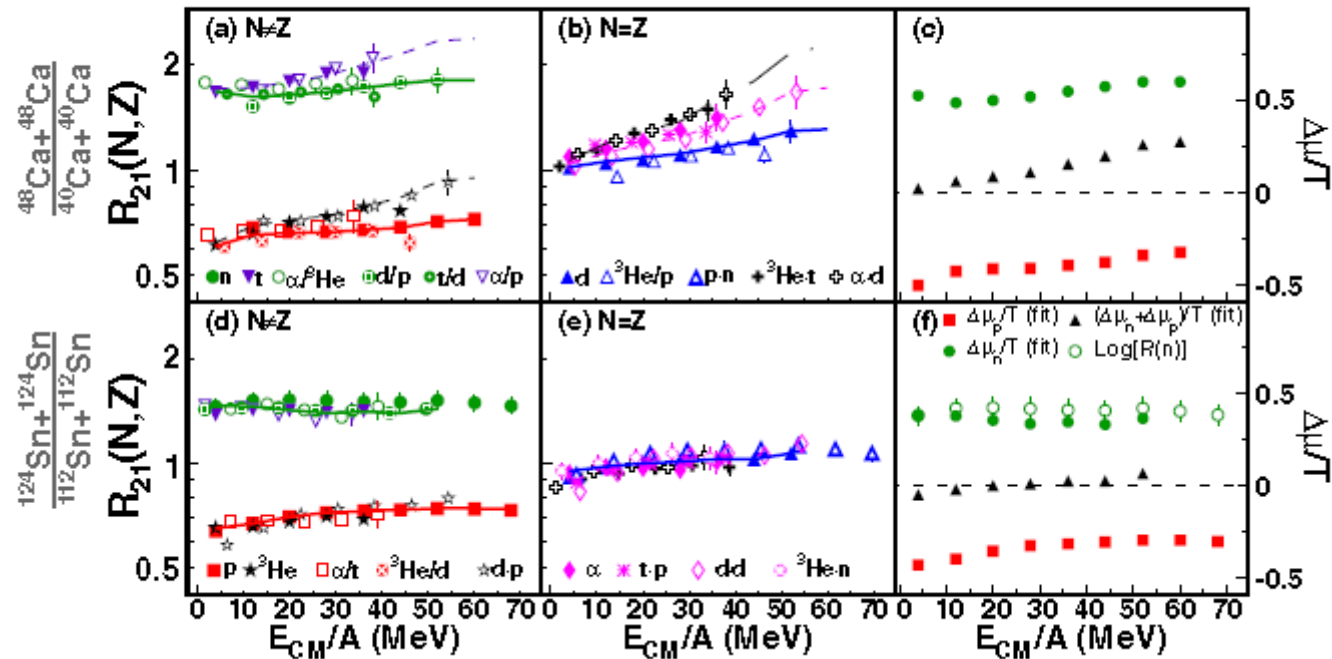 (a) N≠Z
(b) N=Z
(c)
⁴⁸Ca+⁴⁸Ca
⁴⁰Ca+⁴⁰Ca
R₂₁(N,Z)
2
1
0.5
n t α/³He d/p t/d α/p
d ³He/p p·n ³He·t α·d
0.5
0
-0.5
Δμ/T
(d) N≠Z
(e) N=Z
(f)
Δμₚ/T (fit) (Δμₙ+Δμₚ)/T (fit)
Δμₙ/T (fit) Log[R(n)]
¹²⁴Sn+¹²⁴Sn
¹¹²Sn+¹¹²Sn
R₂₁(N,Z)
2
1
0.5
p ³He α/t ³He/d d·p
α t·p d·d ³He·n
0.5
0
-0.5
Δμ/T
0 10 20 30 40 50 60 70
0 10 20 30 40 50 60 70
0 10 20 30 40 50 60 70
E_CM/A (MeV)
E_CM/A (MeV)
E_CM/A (MeV)